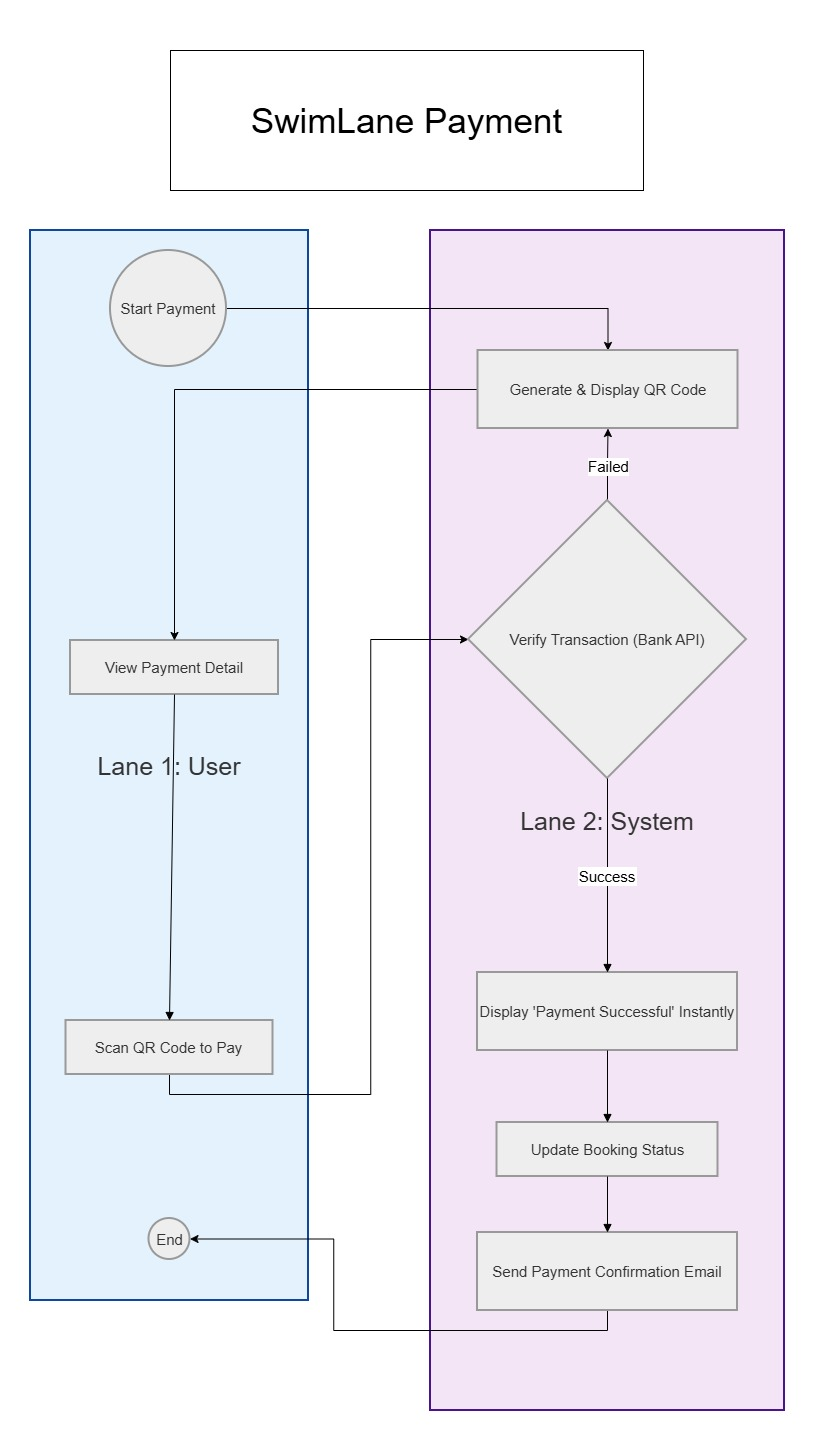 SwimLane Payment
Start Payment
Generate & Display QR Code
Failed
Verify Transaction (Bank API)
View Payment Detail
Lane 1: User
Lane 2: System
Success
Display 'Payment Successful' Instantly
Scan QR Code to Pay
Update Booking Status
End
Send Payment Confirmation Email